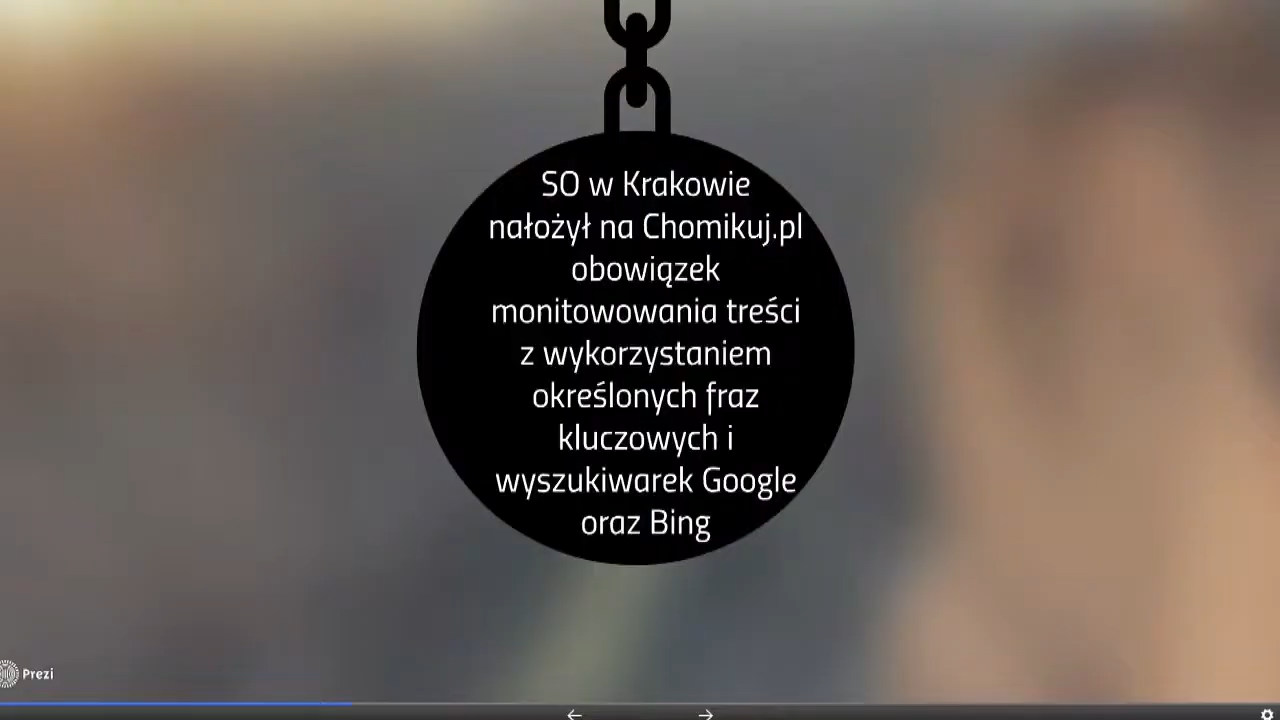 SO w Krakowie
nałożył na Chomikuj.pl
obowiązek
monitowowania treści
z wykorzystaniem
określonych fraz
kluczowych i
wyszukiwarek Google
oraz Bing
Prezi